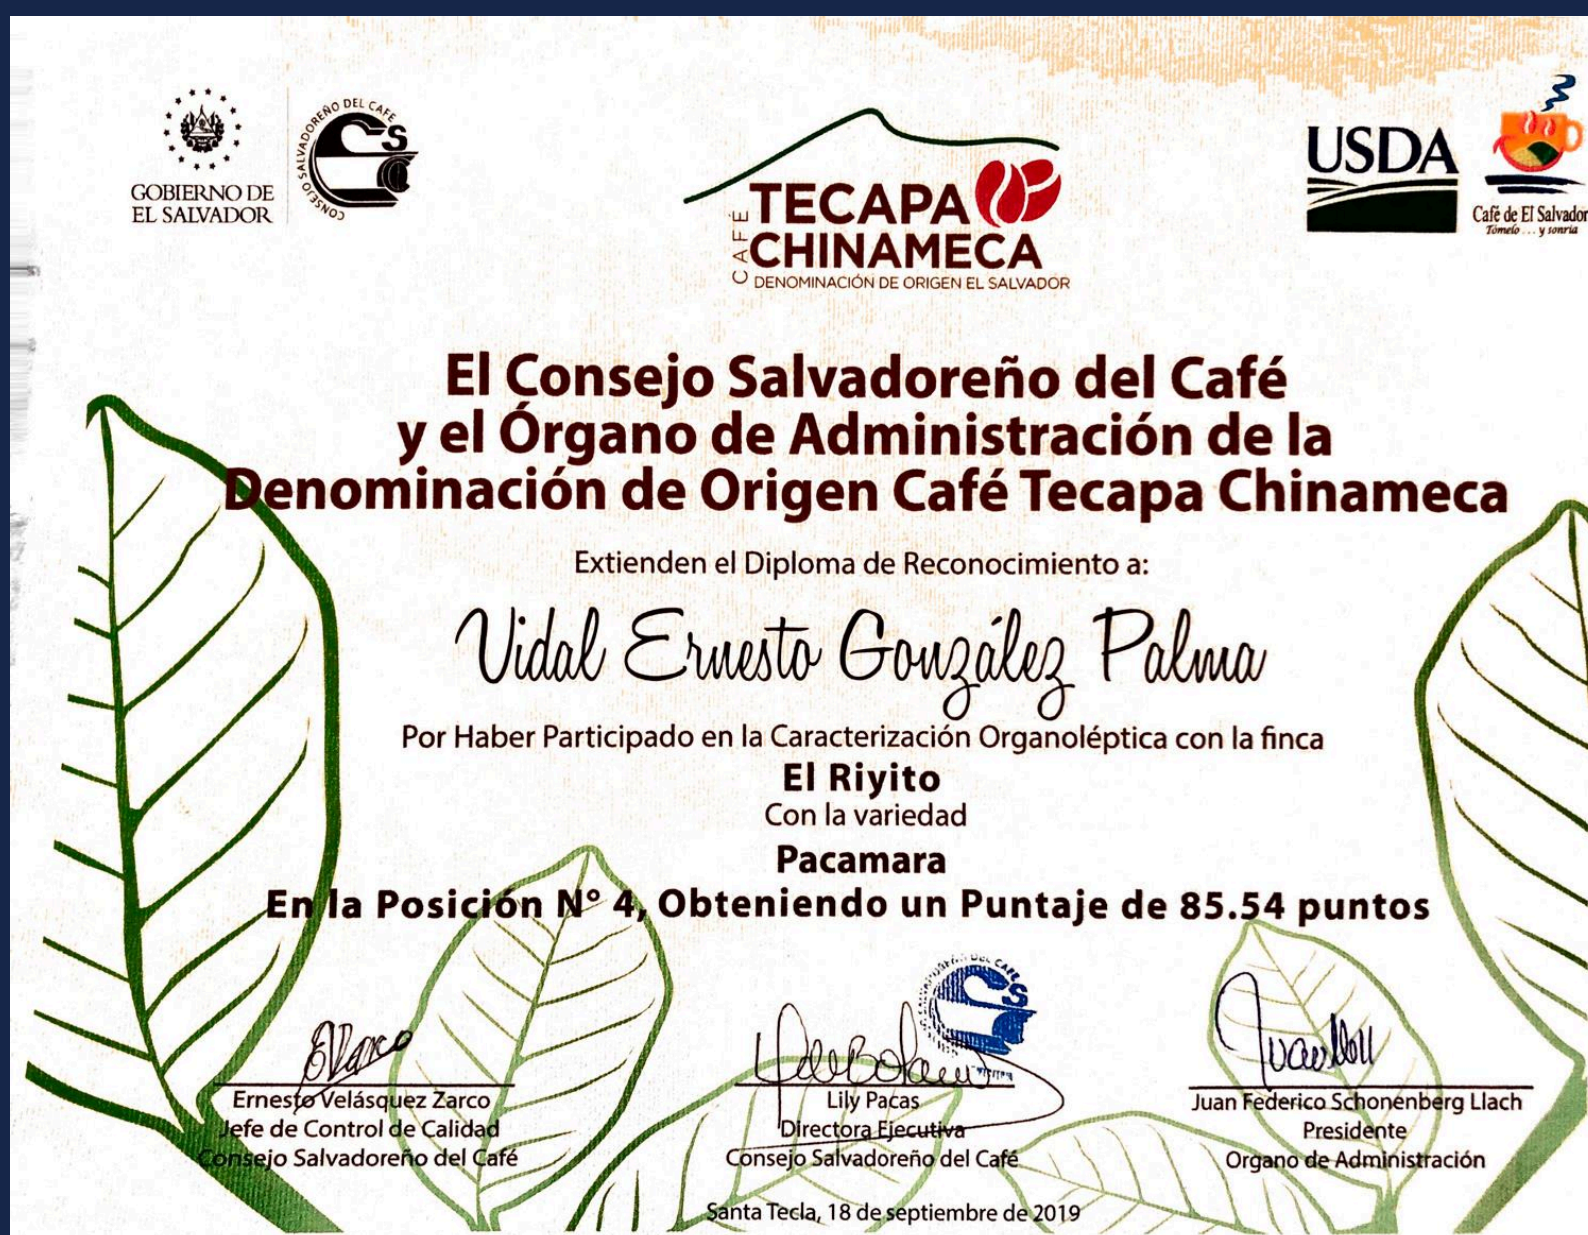 GOBIERNO DE
EL SALVADOR
CONSEJO SALVADOREÑO DEL CAFE
CS
CAFE
TECAPA
CHINAMECA
DENOMINACIÓN DE ORIGEN EL SALVADOR
USDA
Café de El Salvador
Tómelo . . . y sonría
El Consejo Salvadoreño del Café
y el Órgano de Administración de la
Denominación de Origen Café Tecapa Chinameca
Extienden el Diploma de Reconocimiento a:
Vidal Ernesto González Palma
Por Haber Participado en la Caracterización Organoléptica con la finca
El Riyito
Con la variedad
Pacamara
En la Posición N° 4, Obteniendo un Puntaje de 85.54 puntos
Ernesto Velásquez Zarco
Jefe de Control de Calidad
Consejo Salvadoreño del Café
Lily Pacas
Directora Ejecutiva
Consejo Salvadoreño del Café
Juan Federico Schonenberg Llach
Presidente
Organo de Administración
Santa Tecla, 18 de septiembre de 2019